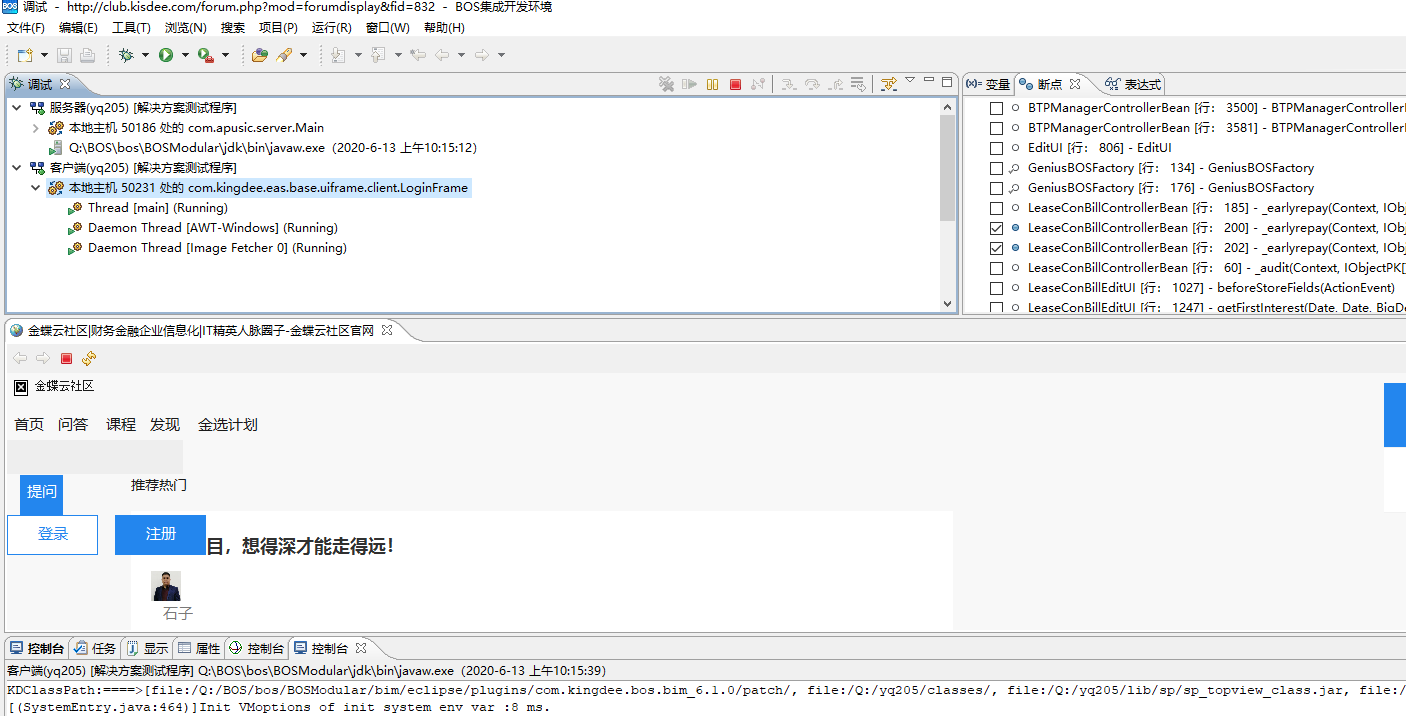 调试 - http://club.kisdee.com/forum.php?mod=forumdisplay&fid=832 - BOS集成开发环境
文件(F) 编辑(E) 工具(T) 浏览(N) 搜索 项目(P) 运行(R) 窗口(W) 帮助(H)
调试
服务器(yq205) [解决方案测试程序]
本地主机 50186 处的 com.apusic.server.Main
Q:\BOS\bos\BOSModular\jdk\bin\javaw.exe（2020-6-13 上午10:15:12）
客户端(yq205) [解决方案测试程序]
本地主机 50231 处的 com.kingdee.eas.base.uiframe.client.LoginFrame
Thread [main] (Running)
Daemon Thread [AWT-Windows] (Running)
Daemon Thread [Image Fetcher 0] (Running)
(x)= 变量 断点 表达式
BTPManagerControllerBean [行： 3500] - BTPManagerControllerI
BTPManagerControllerBean [行： 3581] - BTPManagerControllerI
EditUI [行： 806] - EditUI
GeniusBOSFactory [行： 134] - GeniusBOSFactory
GeniusBOSFactory [行： 176] - GeniusBOSFactory
LeaseConBillControllerBean [行： 185] - _earlyrepay(Context, IObj
LeaseConBillControllerBean [行： 200] - _earlyrepay(Context, IObj
LeaseConBillControllerBean [行： 202] - _earlyrepay(Context, IObj
LeaseConBillControllerBean [行： 60] - _audit(Context, IObjectPK[
LeaseConBillEditUI [行： 1027] - beforeStoreFields(ActionEvent)
LeaseConBillEditUI [行： 1247] - getFirstInterest(Date, Date, BigDe
金蝶云社区|财务金融企业信息化|IT精英人脉圈子-金蝶云社区官网
金蝶云社区
首页 问答 课程 发现 金选计划
提问
推荐热门
登录 注册
目，想得深才能走得远！
石子
控制台 任务 显示 属性 控制台 控制台
客户端(yq205) [解决方案测试程序] Q:\BOS\bos\BOSModular\jdk\bin\javaw.exe（2020-6-13 上午10:15:39）
KDClassPath:====>[file:/Q:/BOS/bos/BOSModular/bim/eclipse/plugins/com.kingdee.bos.bim_6.1.0/patch/, file:/Q:/yq205/classes/, file:/Q:/yq205/lib/sp/sp_topview_class.jar, file:/
[(SystemEntry.java:464)]Init VMoptions of init system env var :8 ms.